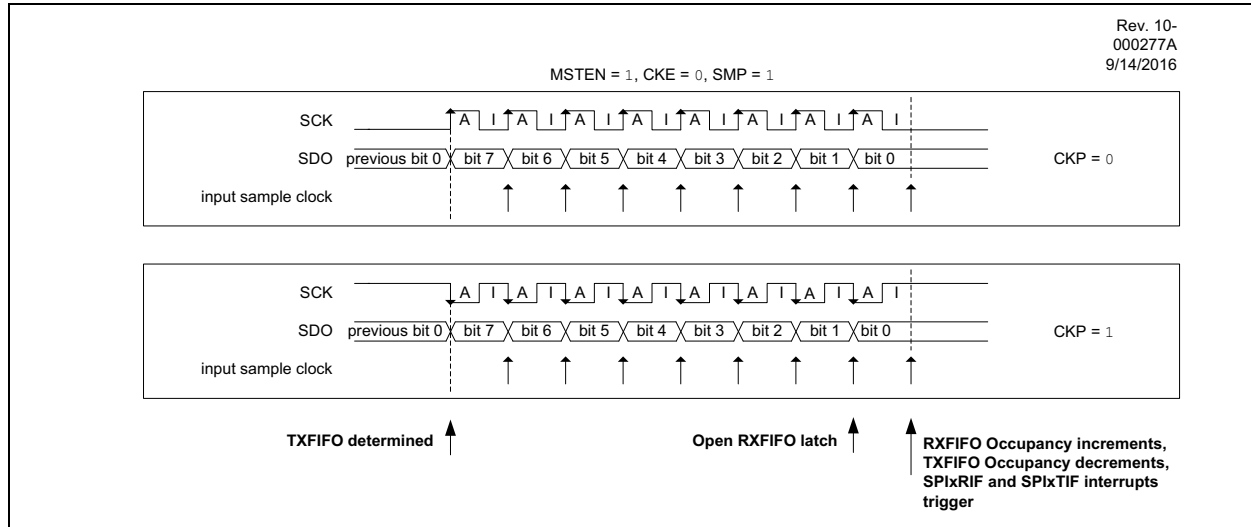 Rev. 10-
000277A
9/14/2016
MSTEN = 1, CKE = 0, SMP = 1
SCK A I A I A I A I A I A I A I A I
SDO previous bit 0 bit 7 bit 6 bit 5 bit 4 bit 3 bit 2 bit 1 bit 0 CKP = 0
input sample clock
SCK A I A I A I A I A I A I A I A I
SDO previous bit 0 bit 7 bit 6 bit 5 bit 4 bit 3 bit 2 bit 1 bit 0 CKP = 1
input sample clock
TXFIFO determined
Open RXFIFO latch
RXFIFO Occupancy increments,
TXFIFO Occupancy decrements,
SPIxRIF and SPIxTIF interrupts
trigger